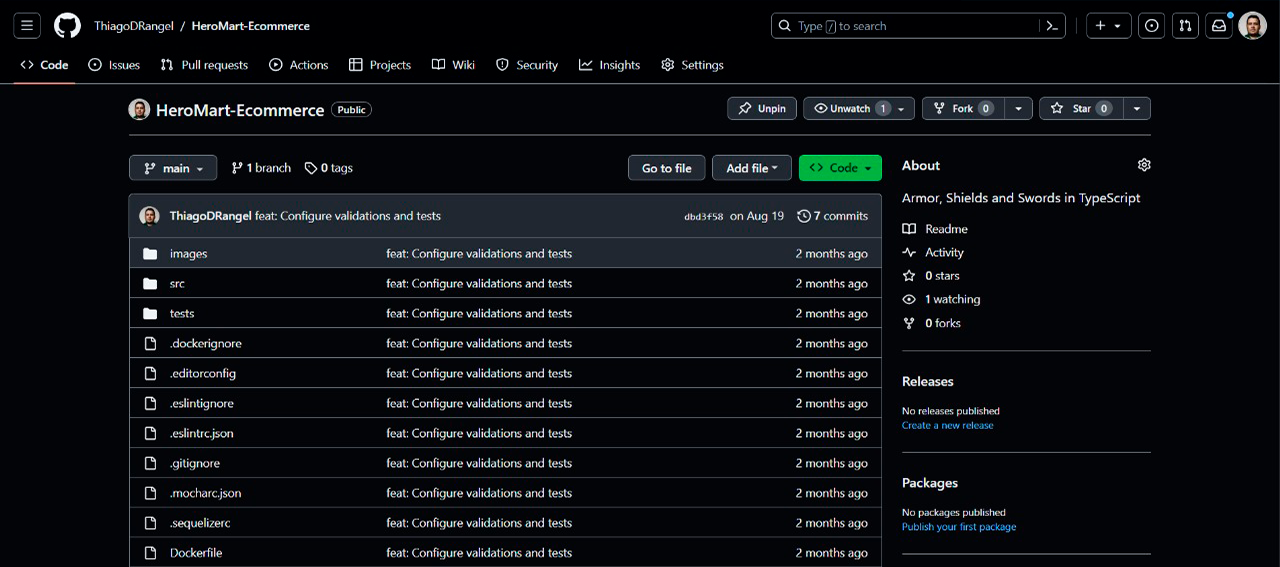 ThiagoDRangel / HeroMart-Ecommerce
Type / to search
Code Issues Pull requests Actions Projects Wiki Security Insights Settings
HeroMart-Ecommerce Public
Unpin Unwatch 1 Fork 0 Star 0
main 1 branch 0 tags Go to file Add file Code
ThiagoDRangel feat: Configure validations and tests dbd3f58 on Aug 19 7 commits
images feat: Configure validations and tests 2 months ago
src feat: Configure validations and tests 2 months ago
tests feat: Configure validations and tests 2 months ago
.dockerignore feat: Configure validations and tests 2 months ago
.editorconfig feat: Configure validations and tests 2 months ago
.eslintignore feat: Configure validations and tests 2 months ago
.eslintrc.json feat: Configure validations and tests 2 months ago
.gitignore feat: Configure validations and tests 2 months ago
.mocharc.json feat: Configure validations and tests 2 months ago
.sequelizerc feat: Configure validations and tests 2 months ago
Dockerfile feat: Configure validations and tests 2 months ago
About
Armor, Shields and Swords in TypeScript
Readme
Activity
0 stars
1 watching
0 forks
Releases
No releases published
Create a new release
Packages
No packages published
Publish your first package